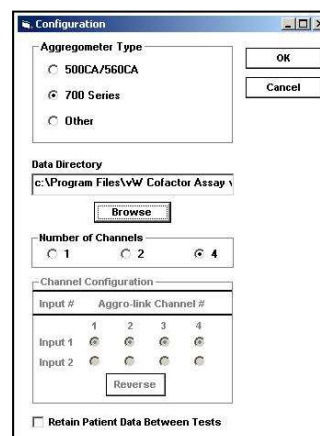 Configuration
Aggregometer Type
OK
500CA/560CA
Cancel
700 Series
Other
Data Directory
c:\Program Files\vW Cofactor Assay v
Browse
Number of Channels
1 2 4
Channel Configuration
Input # Aggro-link Channel #
1 2 3 4
Input 1
Input 2
Reverse
Retain Patient Data Between Tests